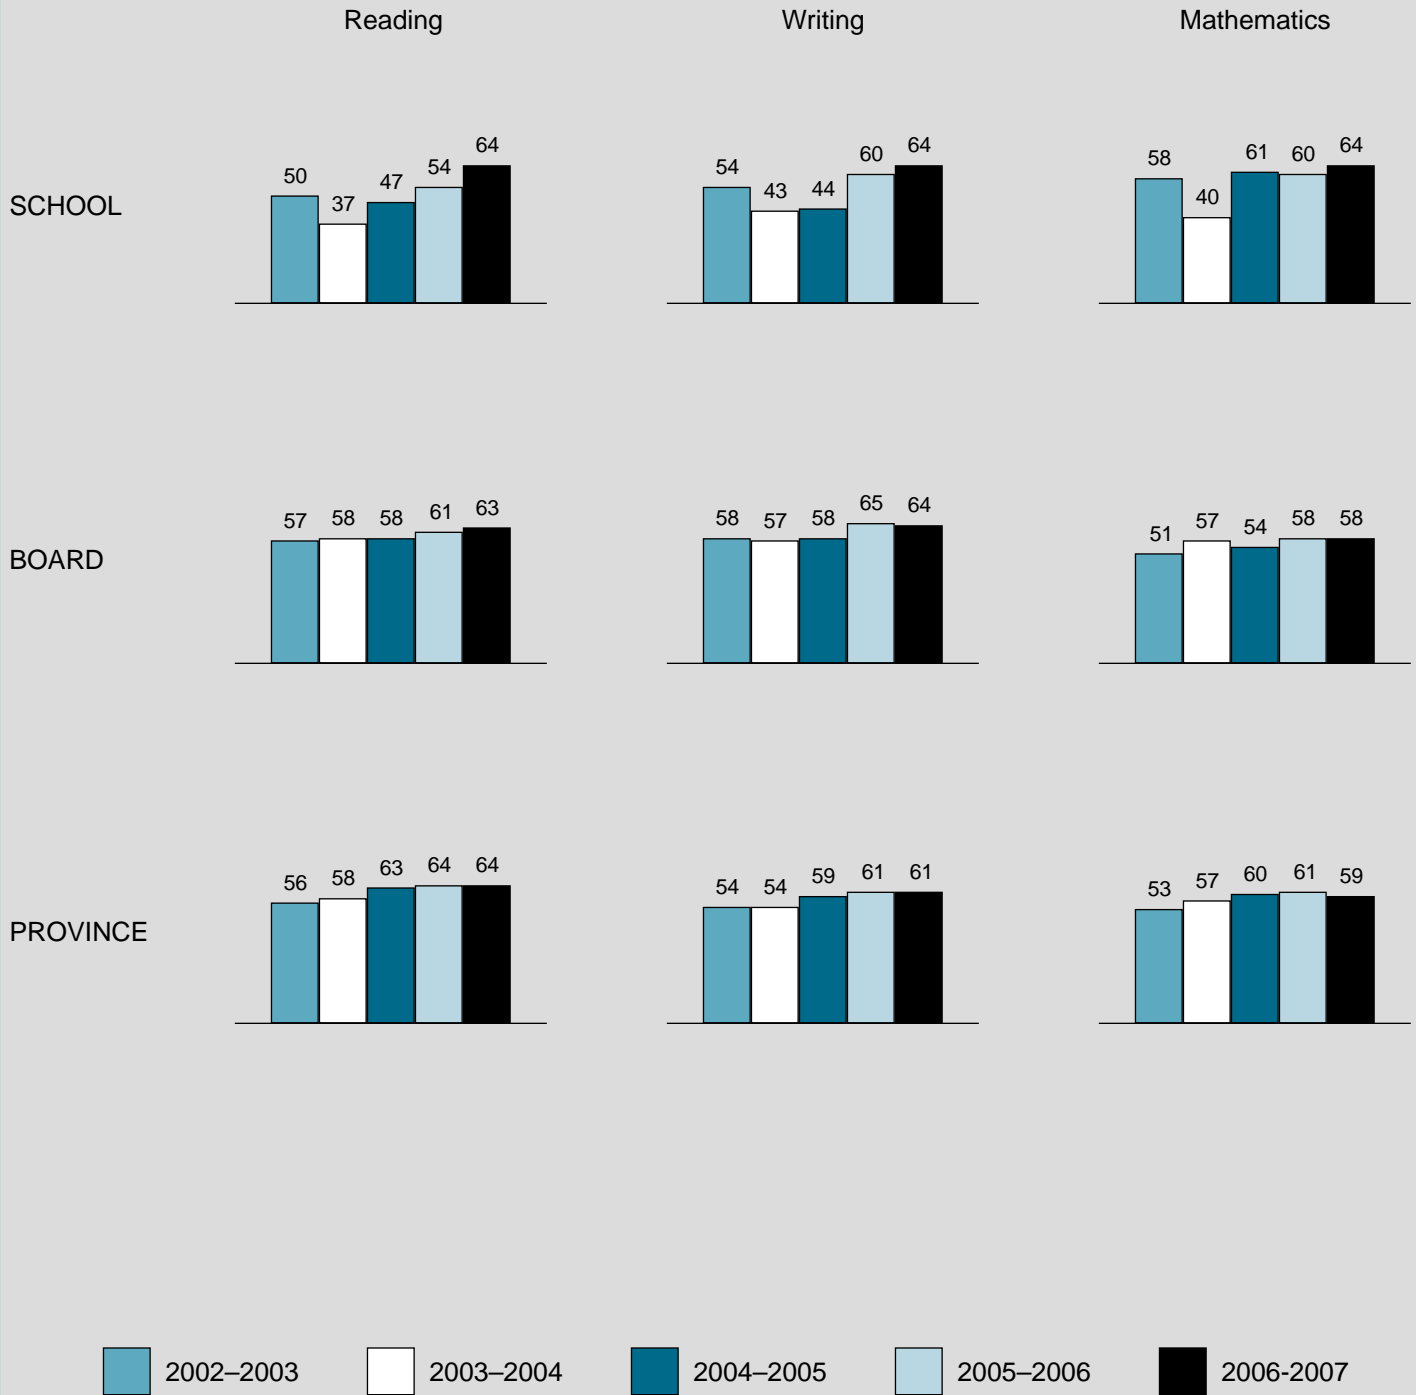 Reading Writing Mathematics
SCHOOL
50 37 47 54 64
54 43 44 60 64
58 40 61 60 64
BOARD
57 58 58 61 63
58 57 58 65 64
51 57 54 58 58
PROVINCE
56 58 63 64 64
54 54 59 61 61
53 57 60 61 59
2002–2003 2003–2004 2004–2005 2005–2006 2006-2007